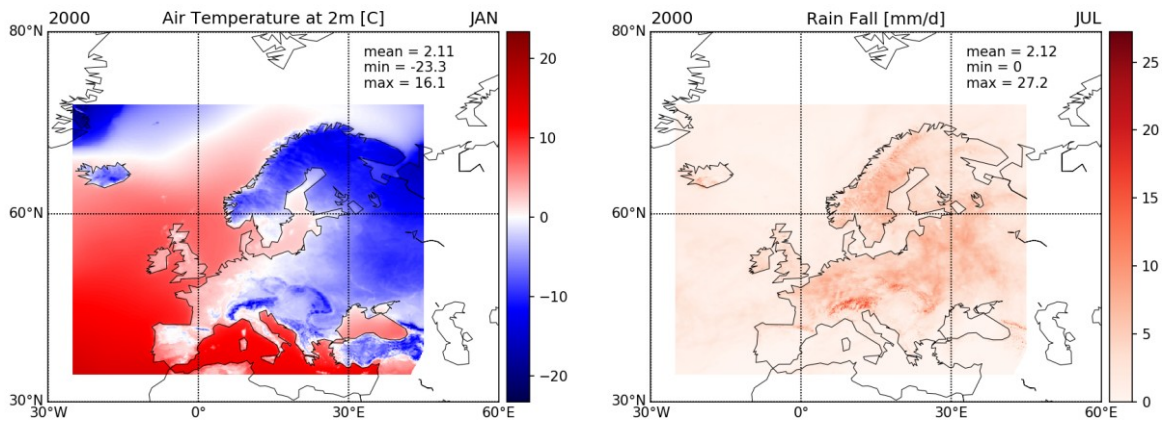 2000 Air Temperature at 2m [C] JAN
80°N
mean = 2.11
min = -23.3
max = 16.1
60°N
30°N
30°W 0° 30°E 60°E
20
10
0
−10
−20
2000 Rain Fall [mm/d] JUL
80°N
mean = 2.12
min = 0
max = 27.2
60°N
30°N
30°W 0° 30°E 60°E
25
20
15
10
5
0